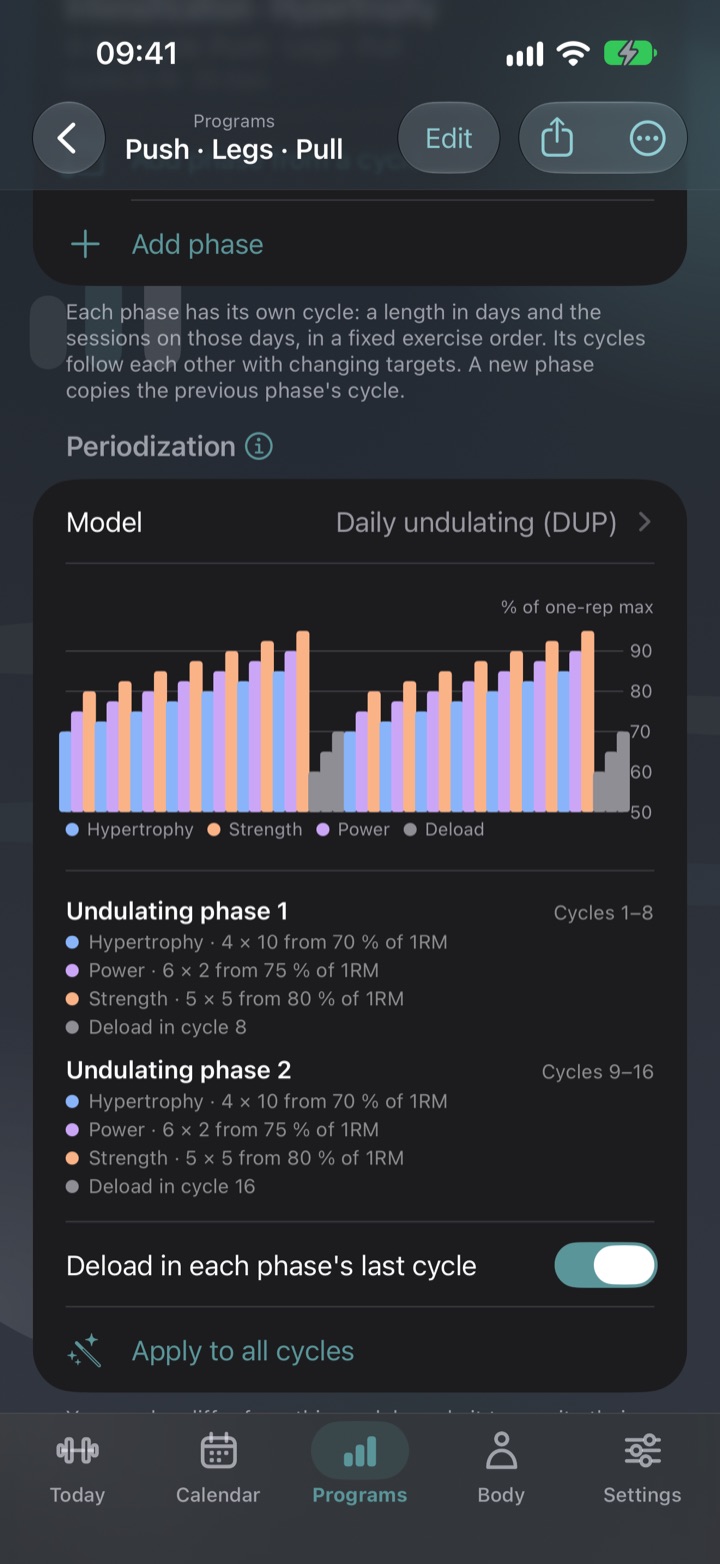 09:41
Programs
Push · Legs · Pull
Edit
Add phase
Each phase has its own cycle: a length in days and the
sessions on those days, in a fixed exercise order. Its cycles
follow each other with changing targets. A new phase
copies the previous phase's cycle.
Periodization
Model
Daily undulating (DUP)
% of one-rep max
90
80
70
60
50
Hypertrophy
Strength
Power
Deload
Undulating phase 1
Cycles 1–8
Hypertrophy · 4 × 10 from 70 % of 1RM
Power · 6 × 2 from 75 % of 1RM
Strength · 5 × 5 from 80 % of 1RM
Deload in cycle 8
Undulating phase 2
Cycles 9–16
Hypertrophy · 4 × 10 from 70 % of 1RM
Power · 6 × 2 from 75 % of 1RM
Strength · 5 × 5 from 80 % of 1RM
Deload in cycle 16
Deload in each phase's last cycle
Apply to all cycles
Today
Calendar
Programs
Body
Settings